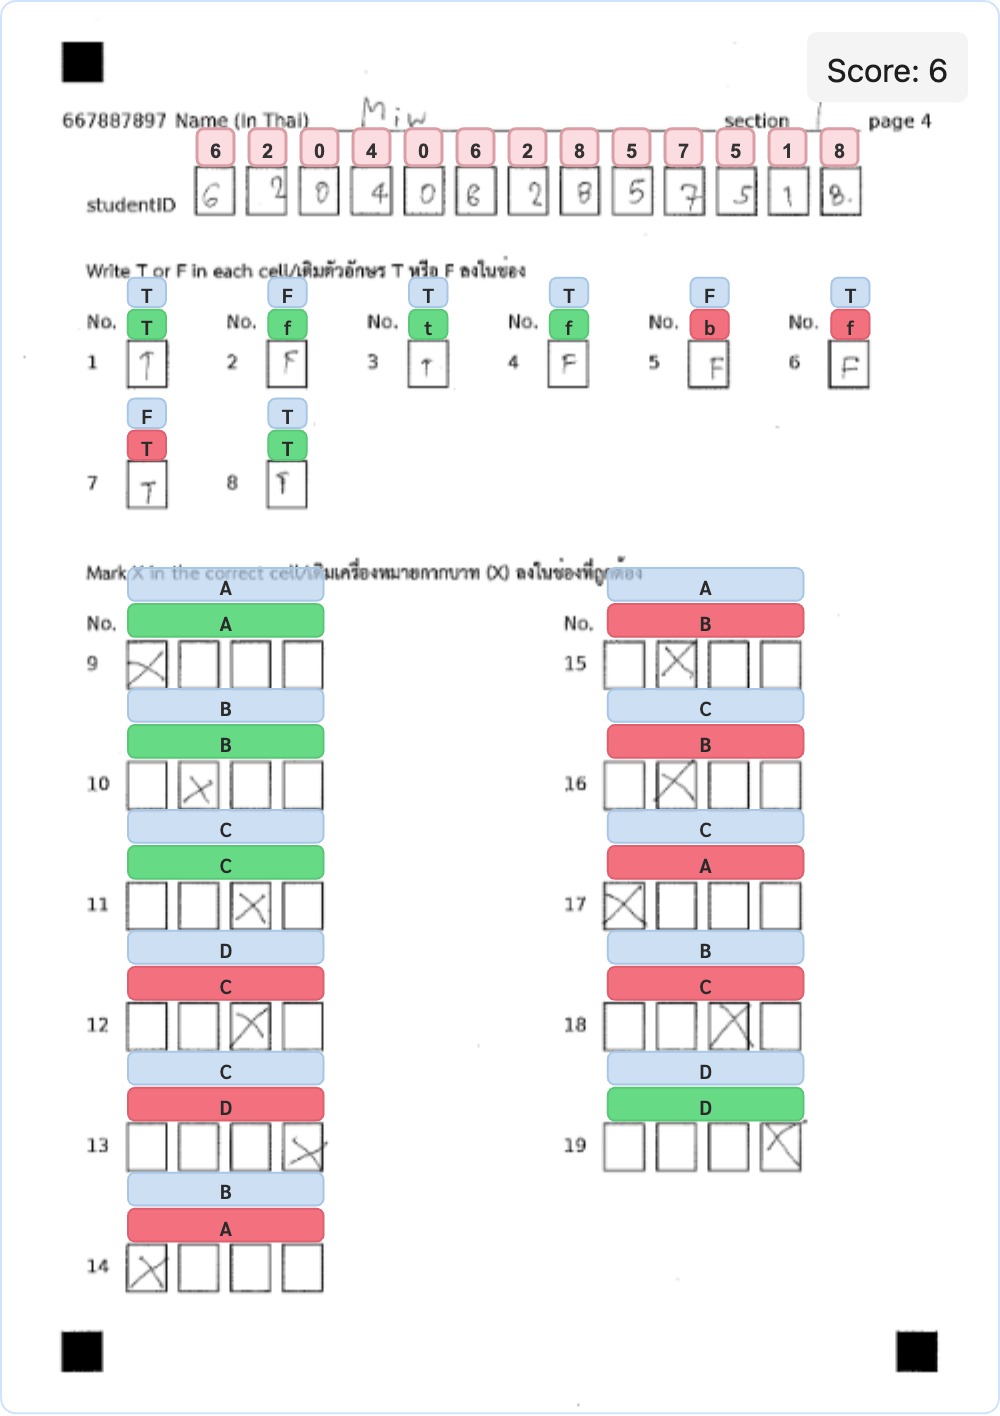 Score: 6
667887897 Name (In Thai) Miw section 1 page 4
6 2 0 4 0 6 2 8 5 7 5 1 8
studentID 6 2 0 4 0 6 2 8 5 7 5 1 8.
Write T or F in each cell/เติมตัวอักษร T หรือ F ลงในช่อง
T F T T F T
No. T No. f No. t No. f No. b No. f
1 T 2 F 3 T 4 F 5 F 6 F
F T
T T
7 T 8 T
Mark X in the correct cell/เติมเครื่องหมายกากบาท (X) ลงในช่องที่ถูกต้อง
A A
No. A No. B
9 X 15 X
B C
B B
10 X 16 X
C C
C A
11 X 17 X
D B
C C
12 X 18 X
C D
D D
13 X 19 X
B
A
14 X